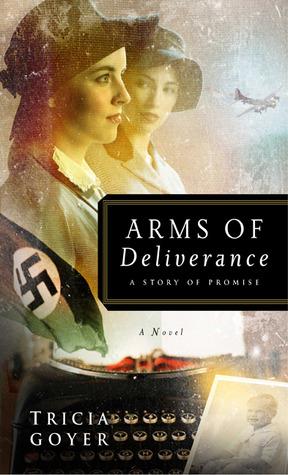 ARMS OF
Deliverance
A STORY OF PROMISE
A Novel
TRICIA
GOYER